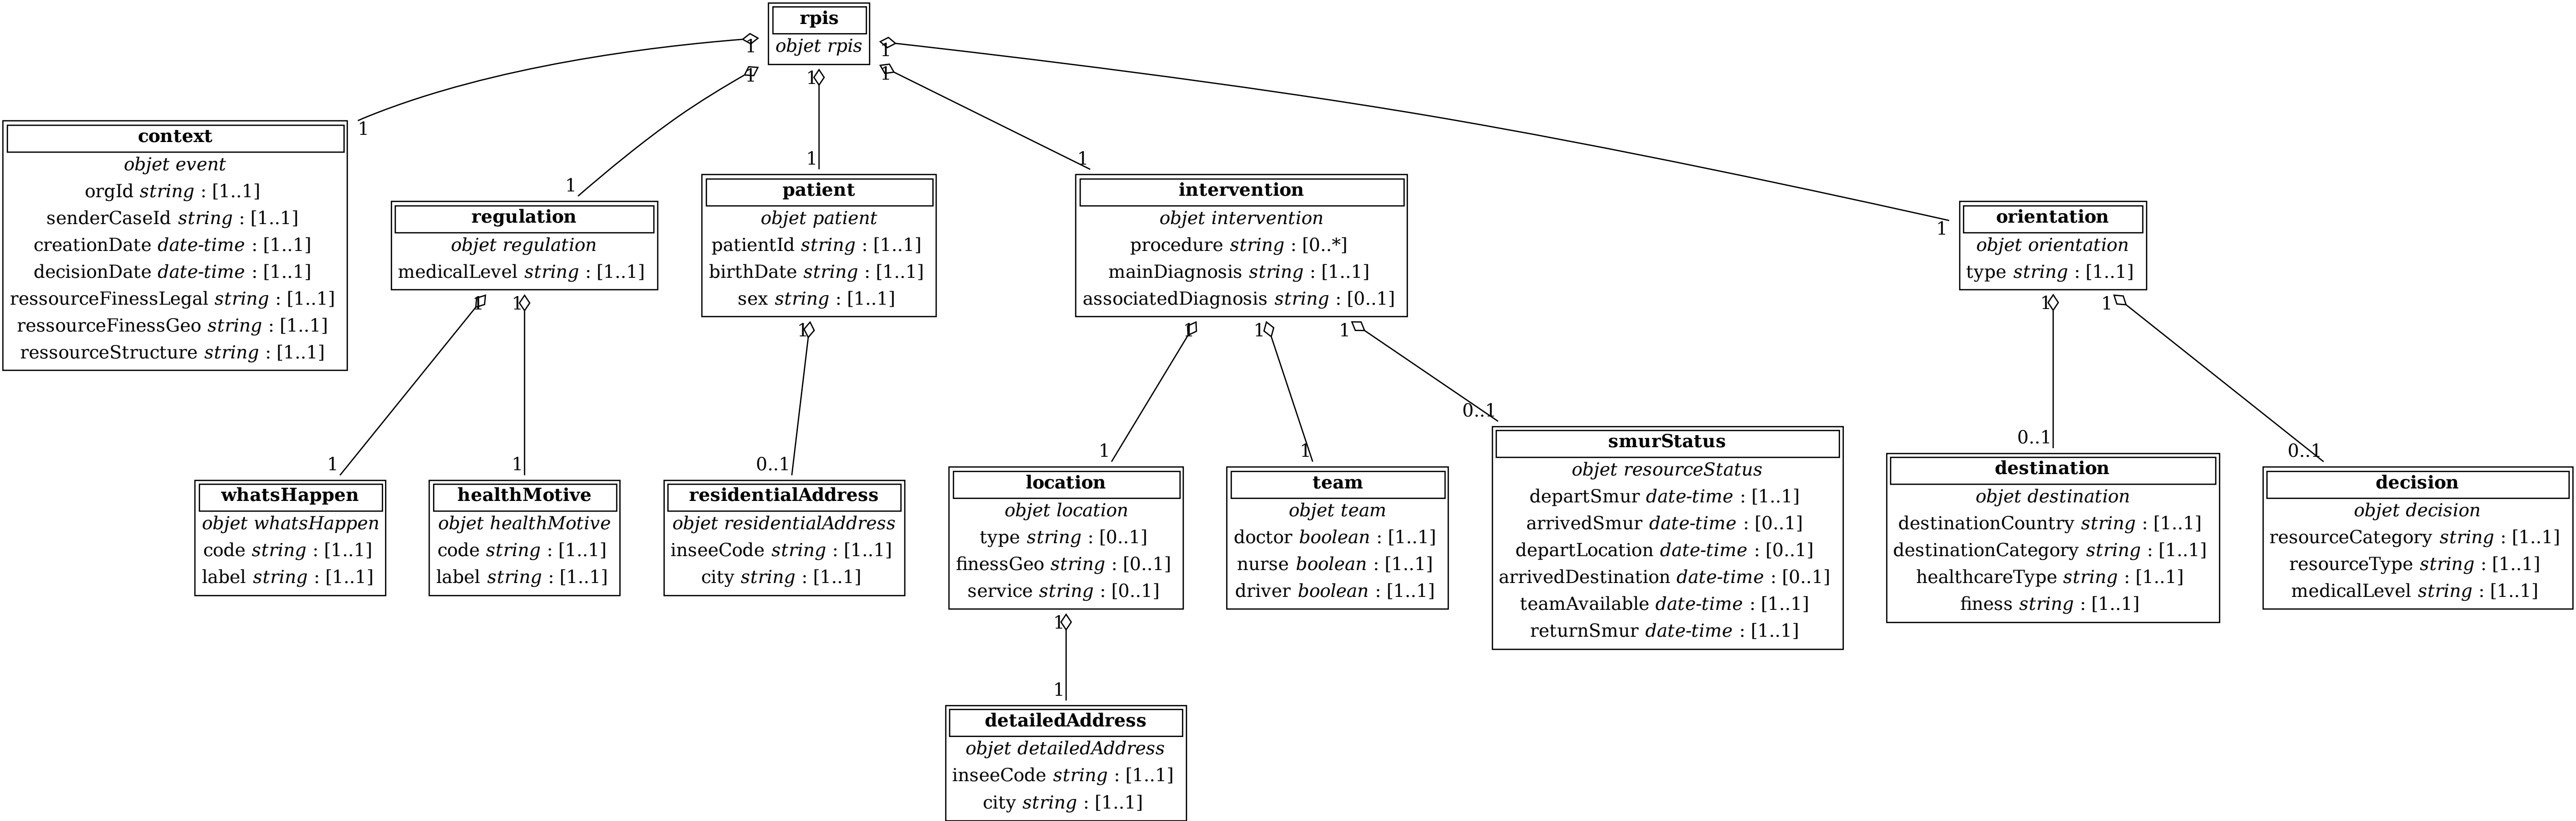 rpis
objet rpis
1
1
1
1
1
1
context
objet event
orgId string : [1..1]
senderCaseId string : [1..1]
creationDate date-time : [1..1]
decisionDate date-time : [1..1]
ressourceFinessLegal string : [1..1]
ressourceFinessGeo string : [1..1]
ressourceStructure string : [1..1]
1
regulation
objet regulation
medicalLevel string : [1..1]
1
1
1
patient
objet patient
patientId string : [1..1]
birthDate string : [1..1]
sex string : [1..1]
1
1
intervention
objet intervention
procedure string : [0..*]
mainDiagnosis string : [1..1]
associatedDiagnosis string : [0..1]
1
1
1
1
orientation
objet orientation
type string : [1..1]
1
1
1
whatsHappen
objet whatsHappen
code string : [1..1]
label string : [1..1]
1
healthMotive
objet healthMotive
code string : [1..1]
label string : [1..1]
0..1
residentialAddress
objet residentialAddress
inseeCode string : [1..1]
city string : [1..1]
1
location
objet location
type string : [0..1]
finessGeo string : [0..1]
service string : [0..1]
1
1
team
objet team
doctor boolean : [1..1]
nurse boolean : [1..1]
driver boolean : [1..1]
0..1
smurStatus
objet resourceStatus
departSmur date-time : [1..1]
arrivedSmur date-time : [0..1]
departLocation date-time : [0..1]
arrivedDestination date-time : [0..1]
teamAvailable date-time : [1..1]
returnSmur date-time : [1..1]
0..1
destination
objet destination
destinationCountry string : [1..1]
destinationCategory string : [1..1]
healthcareType string : [1..1]
finess string : [1..1]
0..1
decision
objet decision
resourceCategory string : [1..1]
resourceType string : [1..1]
medicalLevel string : [1..1]
1
detailedAddress
objet detailedAddress
inseeCode string : [1..1]
city string : [1..1]